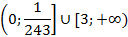 (0; 1/243] ∪ [3; +∞)